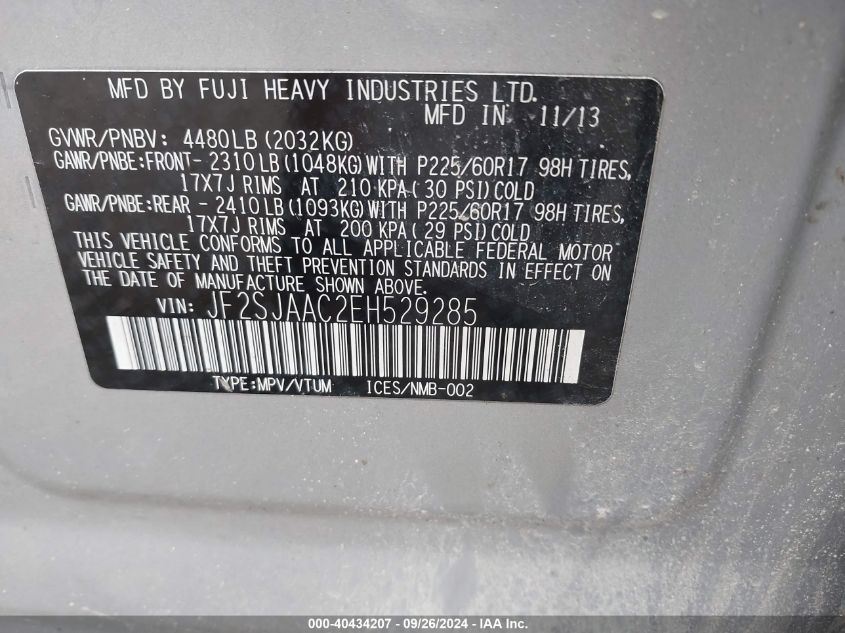 MFD BY FUJI HEAVY INDUSTRIES LTD.
MFD IN 11/13
GVWR/PNBV: 4480LB(2032KG)
GAWR/PNBE:FRONT- 2310LB(1048KG)WITH P225/60R17 98H TIRES,
17X7J RIMS AT 210 KPA(30 PSI)COLD
GAWR/PNBE:REAR - 2410LB(1093KG)WITH P225/60R17 98H TIRES,
17X7J RIMS AT 200 KPA(29 PSI)COLD
THIS VEHICLE CONFORMS TO ALL APPLICABLE FEDERAL MOTOR
VEHICLE SAFETY AND THEFT PREVENTION STANDARDS IN EFFECT ON
THE DATE OF MANUFACTURE SHOWN ABOVE.
VIN: JF2SJAAC2EH529285
TYPE:MPV/VTUM ICES/NMB-002
000-40434207 - 09/26/2024 - IAA Inc.